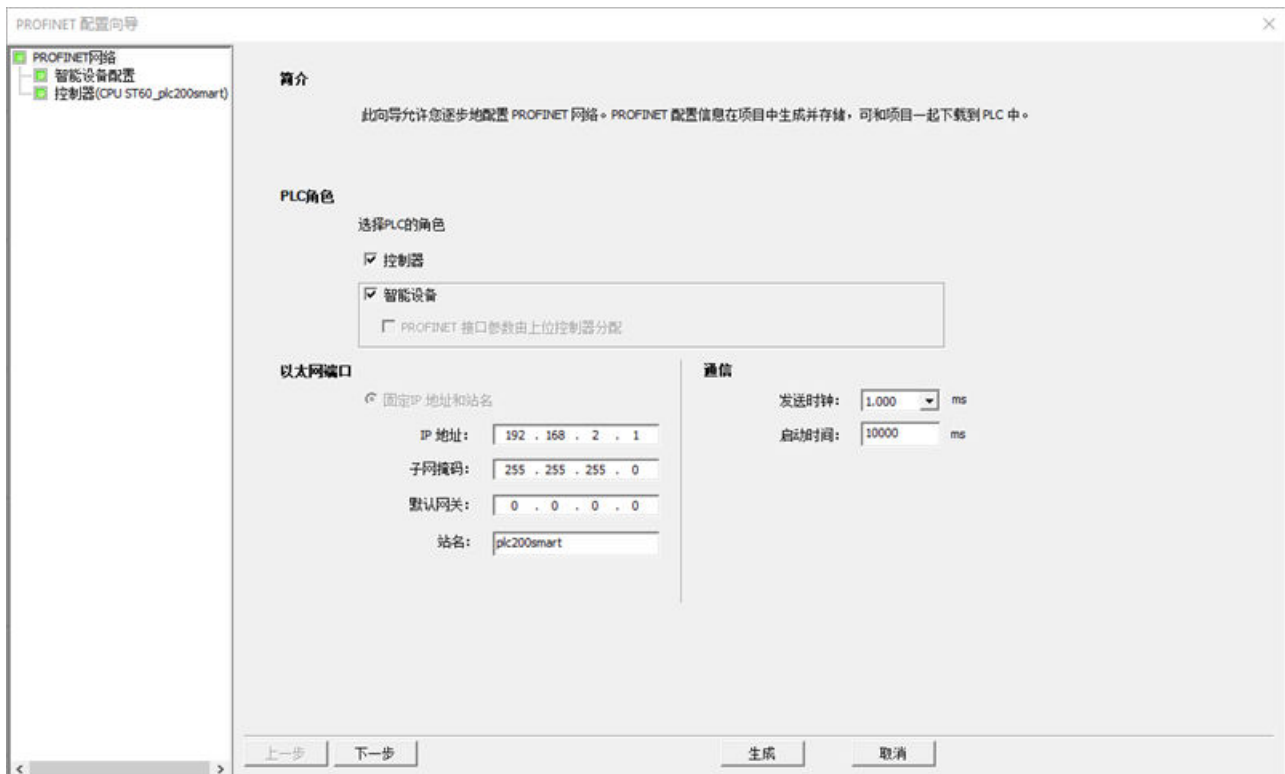 PROFINET 配置向导
PROFINET网络
智能设备配置
控制器(CPU ST60_plc200smart)
简介
此向导允许您逐步地配置 PROFINET 网络。PROFINET 配置信息在项目中生成并存储，可和项目一起下载到 PLC 中。
PLC角色
选择PLC的角色
控制器
智能设备
PROFINET 接口参数由上位控制器分配
以太网端口
固定IP 地址和站名
IP 地址： 192 . 168 . 2 . 1
子网掩码： 255 . 255 . 255 . 0
默认网关： 0 . 0 . 0 . 0
站名： plc200smart
通信
发送时钟： 1.000 ms
启动时间： 10000 ms
上一步 下一步 生成 取消